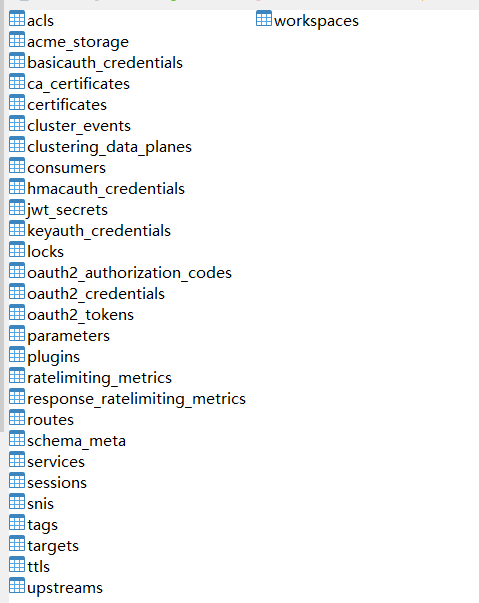 acls
acme_storage
basicauth_credentials
ca_certificates
certificates
cluster_events
clustering_data_planes
consumers
hmacauth_credentials
jwt_secrets
keyauth_credentials
locks
oauth2_authorization_codes
oauth2_credentials
oauth2_tokens
parameters
plugins
ratelimiting_metrics
response_ratelimiting_metrics
routes
schema_meta
services
sessions
snis
tags
targets
ttls
upstreams
workspaces